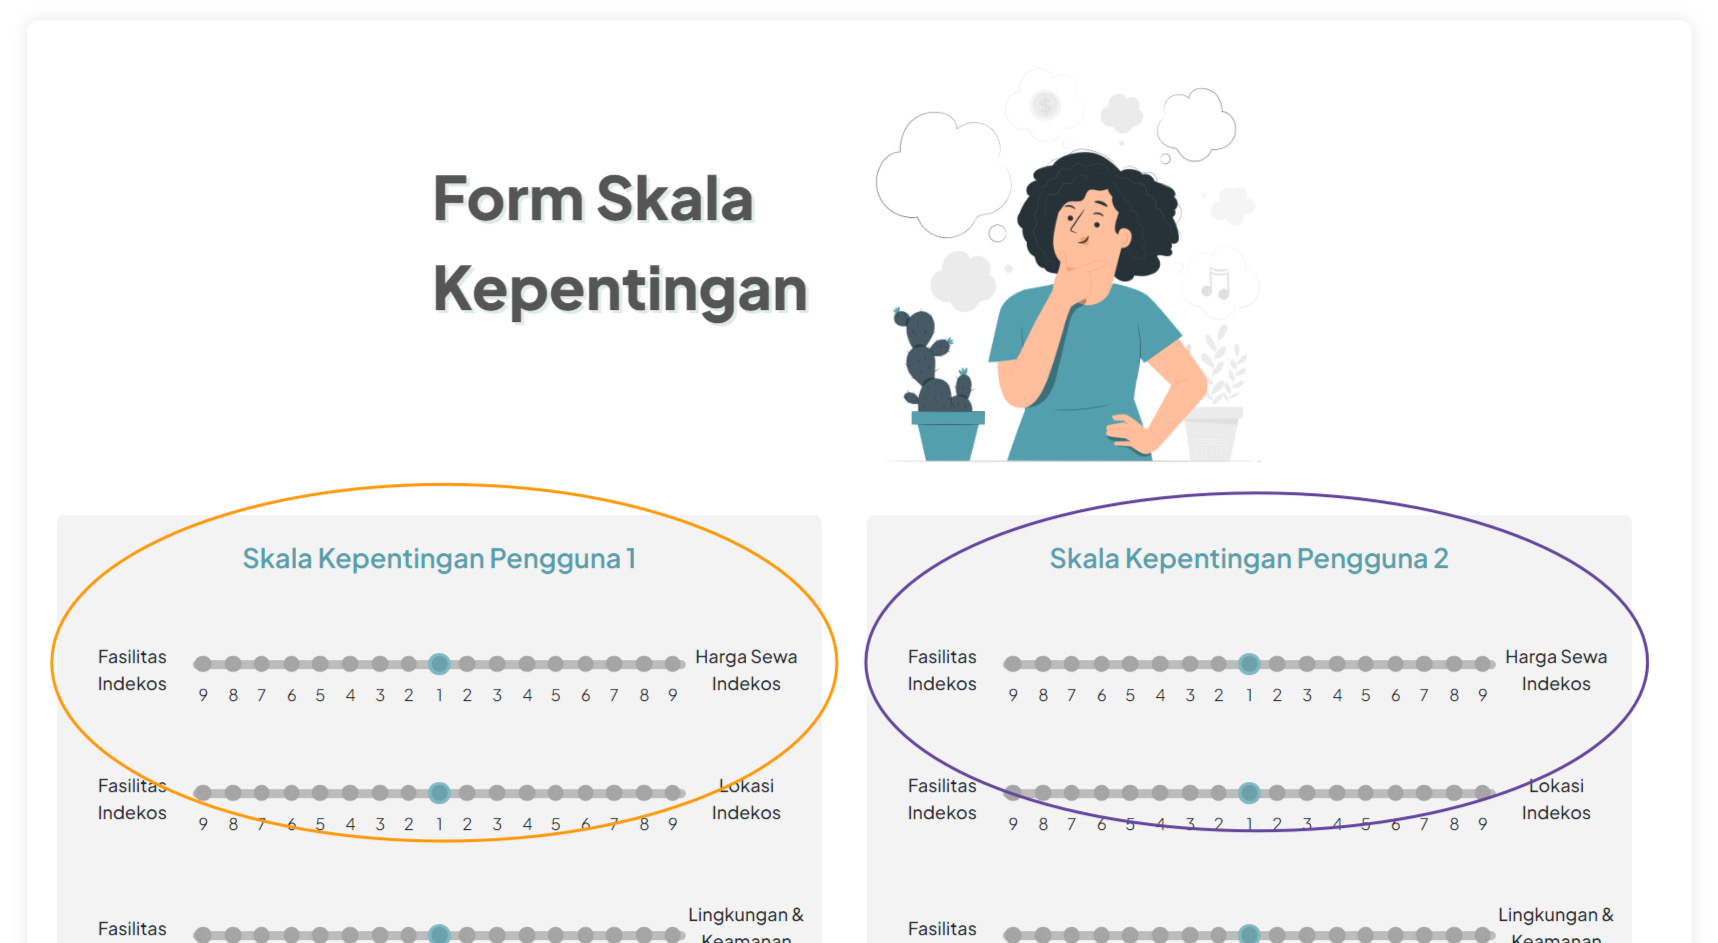 Form Skala
Kepentingan
Skala Kepentingan Pengguna 1
Fasilitas
Indekos
9 8 7 6 5 4 3 2 1 2 3 4 5 6 7 8 9
Harga Sewa
Indekos
Fasilitas
Indekos
9 8 7 6 5 4 3 2 1 2 3 4 5 6 7 8 9
Lokasi
Indekos
Fasilitas
Lingkungan &
Keamanan
Skala Kepentingan Pengguna 2
Fasilitas
Indekos
9 8 7 6 5 4 3 2 1 2 3 4 5 6 7 8 9
Harga Sewa
Indekos
Fasilitas
Indekos
9 8 7 6 5 4 3 2 1 2 3 4 5 6 7 8 9
Lokasi
Indekos
Fasilitas
Lingkungan &
Keamanan